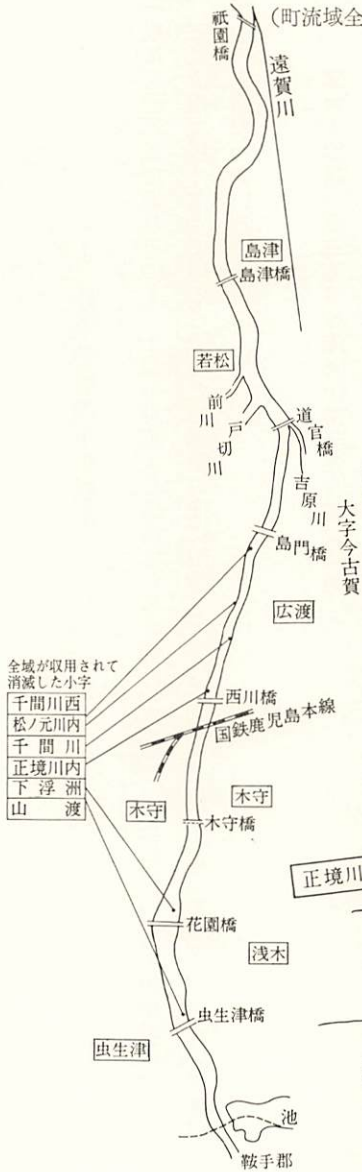 (町流域全
祇園橋
遠賀川
島津
島津橋
若松
前川
戸切川
道官橋
吉原川
大字今古賀
島門橋
広渡
全域が収用されて
消滅した小字
千間川西
松ノ元川内
千間川
正境川内
下浮洲
山渡
西川橋
国鉄鹿児島本線
木守
木守
木守橋
正境川
花園橋
浅木
虫生津橋
虫生津
池
鞍手郡